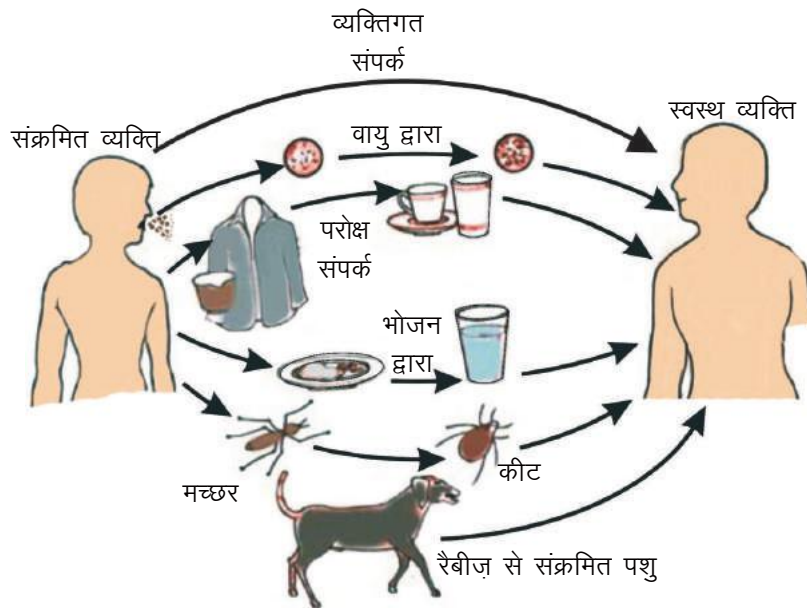 व्यक्तिगत
संपर्क
स्वस्थ व्यक्ति
संक्रमित व्यक्ति
वायु द्वारा
परोक्ष
संपर्क
भोजन
द्वारा
कीट
मच्छर
रैबीज़ से संक्रमित पशु